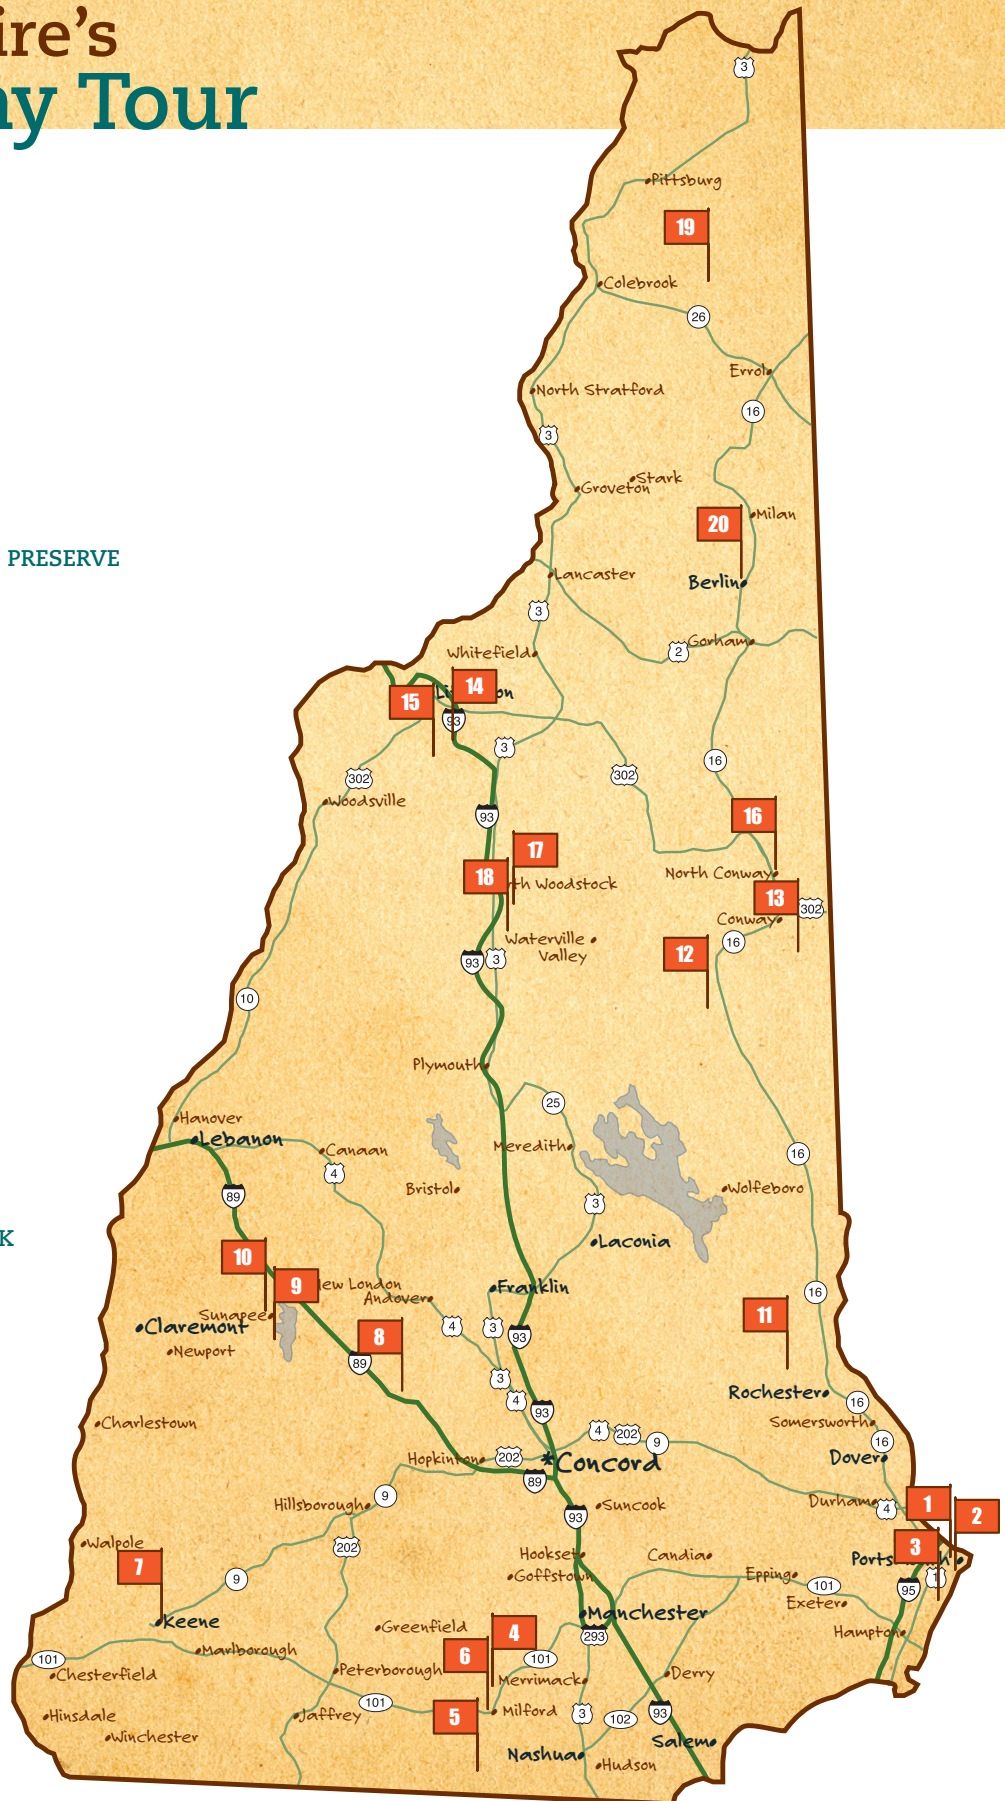 ire's
ny Tour
3
Pittsburg
19
Colebrook
26
Errol
North Stratford
16
3
Stark
Groveton
20
Milan
PRESERVE
Lancaster
Berlin
3
Gorham
2
Whitefield
14
15
93
3
16
302
302
Woodsville
16
93
17
18
th Woodstock
North Conway
13
302
Conway
Waterville
Valley
16
12
93
3
10
Plymouth
25
Hanover
Lebanon
Meredith
Canaan
16
4
Bristol
Wolfeboro
89
3
K
Laconia
10
9
ew London
Franklin
Andover
16
Sunapee
11
Claremont
4
3
93
8
Newport
89
3
Rochester
4
93
16
Charlestown
Somersworth
4
202
9
16
Hopkinton
202
Concord
Dover
89
9
Hillsborough
Suncook
Durham
4
1
2
93
Walpole
202
3
Hookset
Candia
Ports
h
7
Goffstown
Epping
101
1
95
9
Exeter
Keene
Manchester
Greenfield
4
293
Hampton
6
101
Marlborough
101
Chesterfield
Peterborough
Merrimack
Derry
101
5
Milford
3
102
93
Hinsdale
Jaffrey
Winchester
Salem
Nashua
Hudson